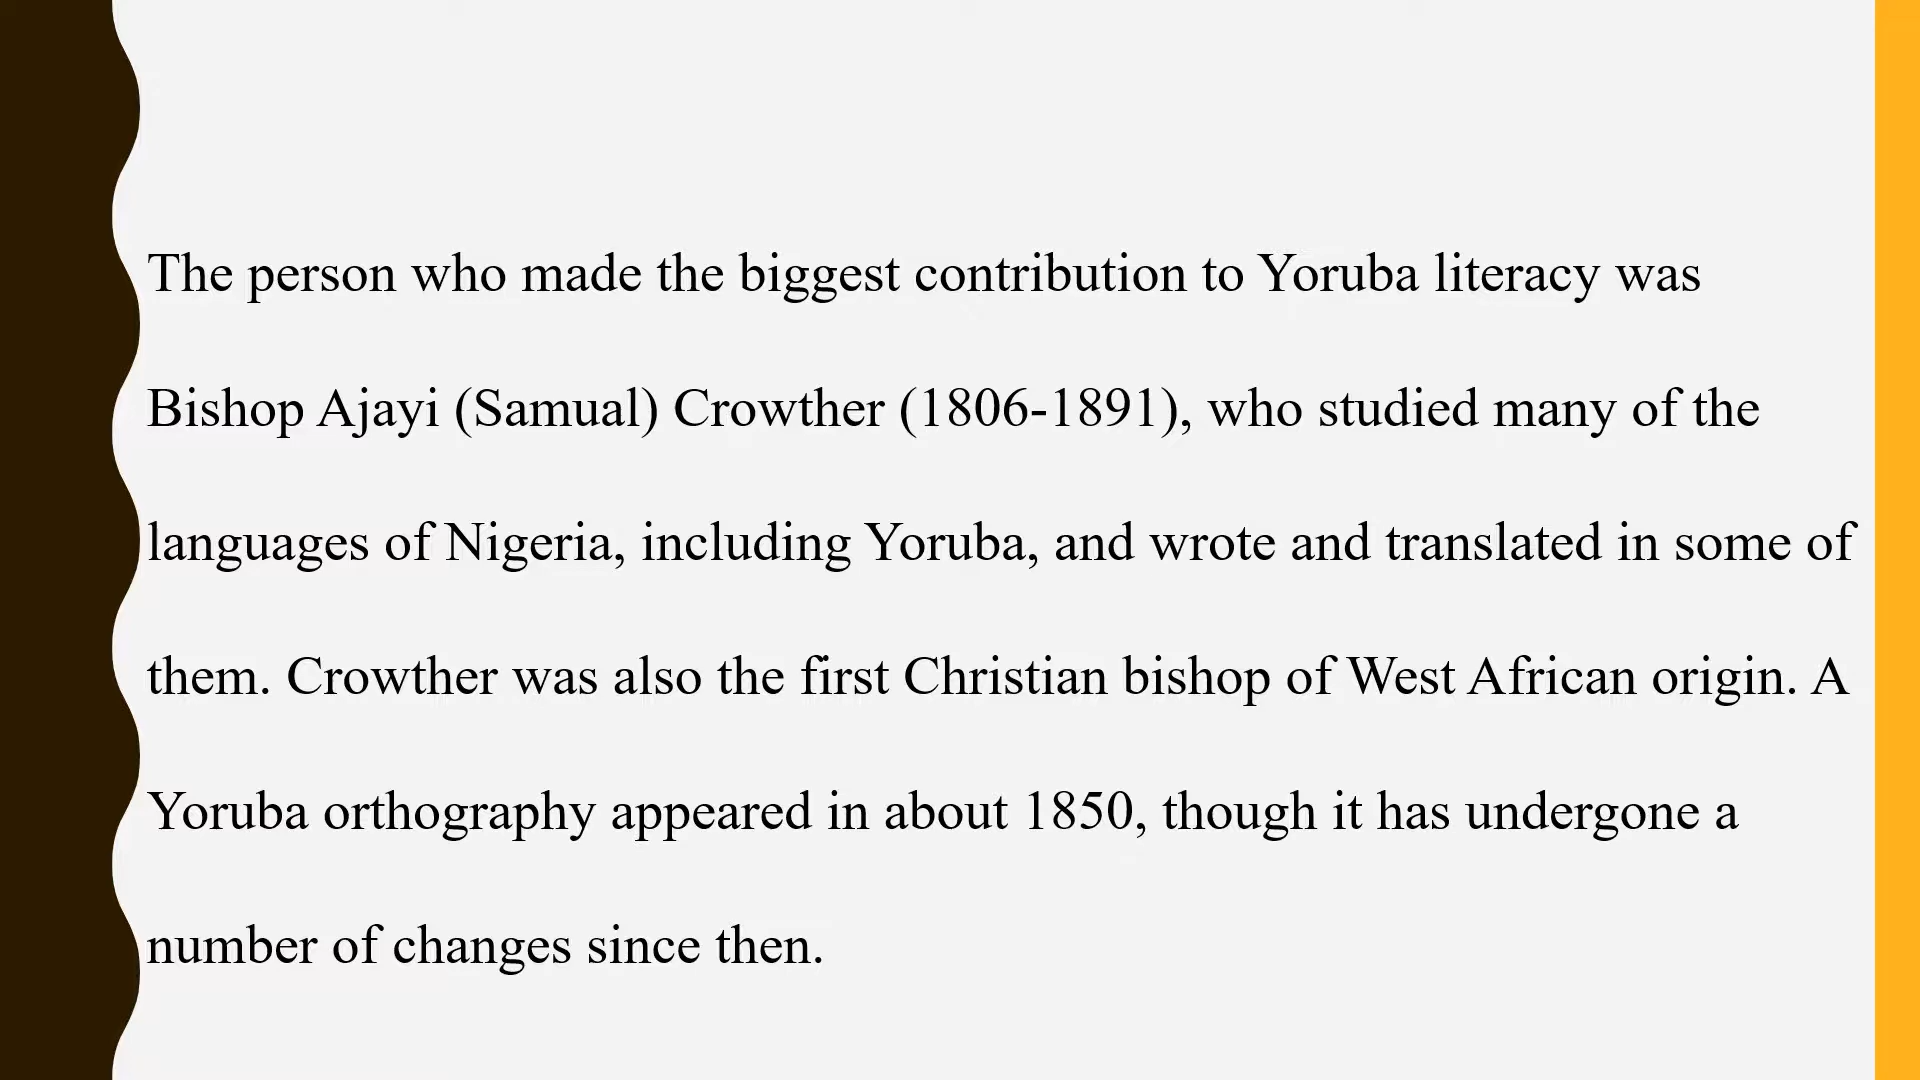 The person who made the biggest contribution to Yoruba literacy was
Bishop Ajayi (Samual) Crowther (1806-1891), who studied many of the
languages of Nigeria, including Yoruba, and wrote and translated in some of
them. Crowther was also the first Christian bishop of West African origin. A
Yoruba orthography appeared in about 1850, though it has undergone a
number of changes since then.